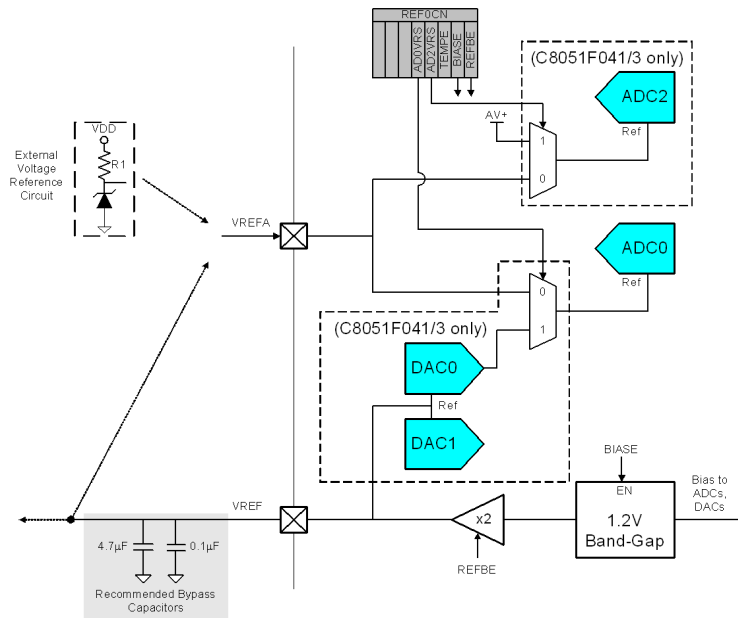 REF0CN
AD0VRS
AD2VRS
TEMPE
BIASE
REFBE
(C8051F041/3 only)
ADC2
Ref
AV+
1
0
VDD
R1
External
Voltage
Reference
Circuit
VREFA
ADC0
Ref
0
1
(C8051F041/3 only)
DAC0
Ref
DAC1
BIASE
EN
1.2V
Band-Gap
Bias to
ADCs,
DACs
VREF
x2
REFBE
4.7µF
0.1µF
Recommended Bypass
Capacitors